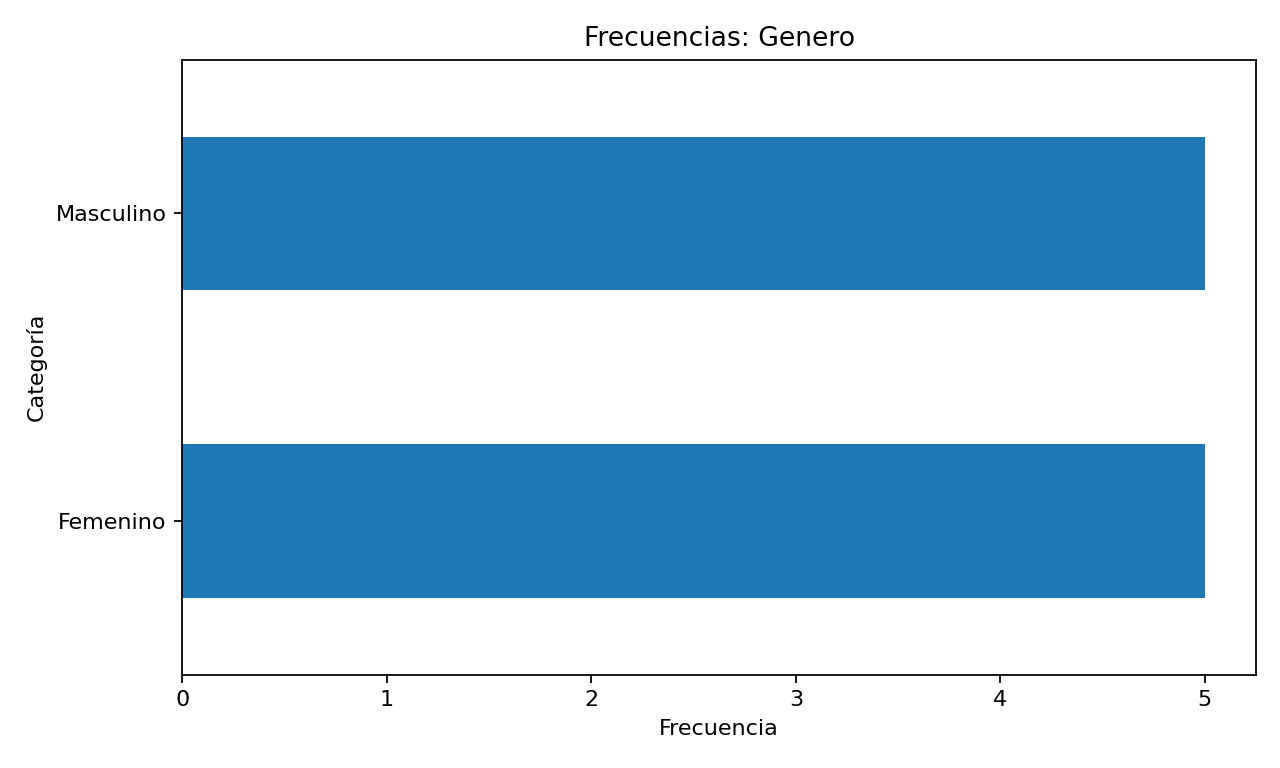 Frecuencias: Genero
Masculino
Categoría
Femenino
0 1 2 3 4 5
Frecuencia